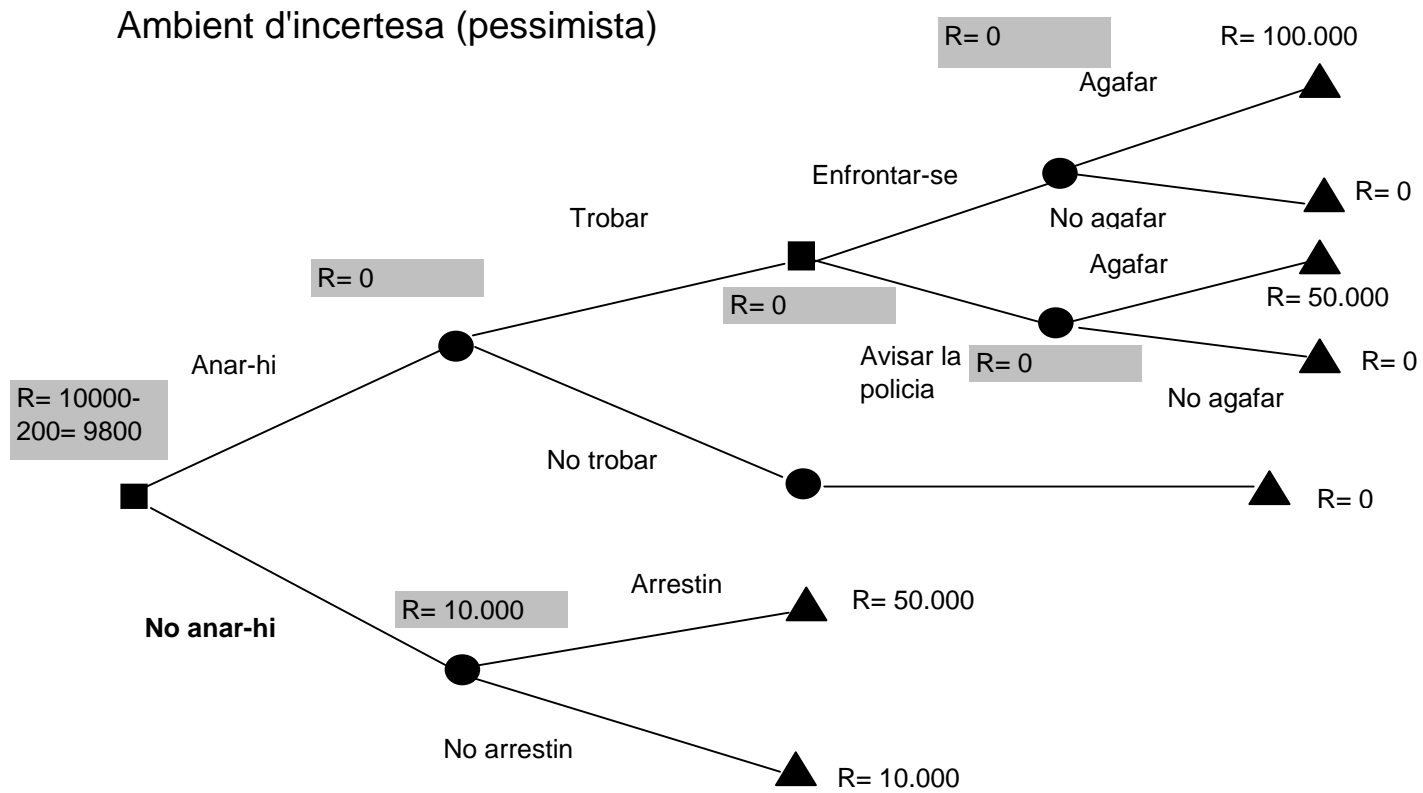 Ambient d'incertesa (pessimista)
R= 0
R= 100.000
Agafar
Enfrontar-se
R= 0
No agafar
Trobar
Agafar
R= 0
R= 50.000
R= 0
Anar-hi
Avisar la
policia
R= 0
R= 0
No agafar
R= 10000-
200= 9800
No trobar
R= 0
Arrestin
R= 50.000
R= 10.000
No anar-hi
No arrestin
R= 10.000